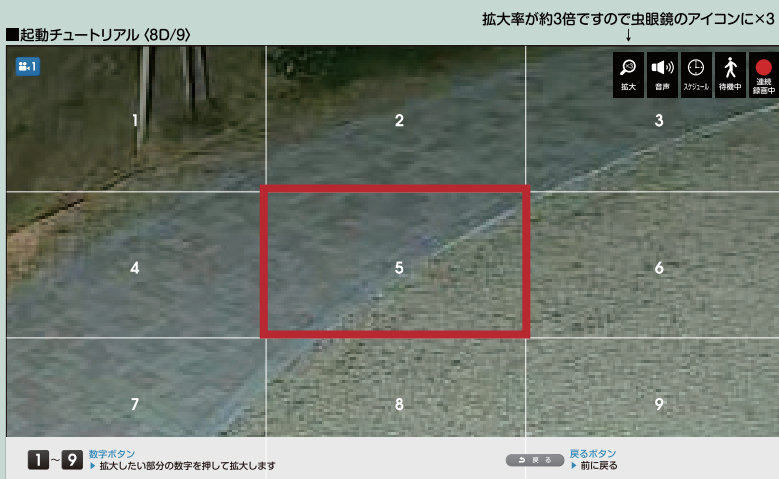 拡大率が約3倍ですので虫眼鏡のアイコンに×3
↓
■起動チュートリアル〈8D/9〉
1
×3
拡大
音声
スケジュール
待機中
連続
録画中
1
2
3
4
5
6
7
8
9
1~9
数字ボタン
▶拡大したい部分の数字を押して拡大します
戻る
戻るボタン
▶前に戻る